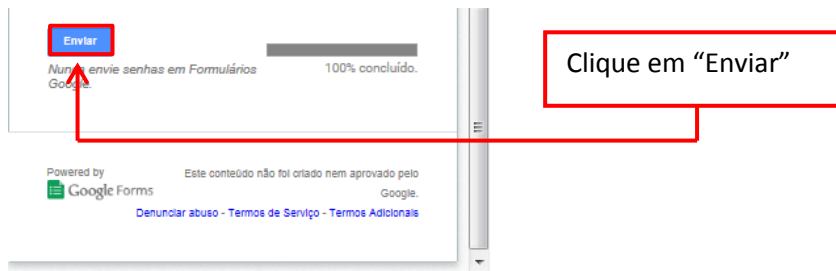 Enviar
Nunca envie senhas em Formulários
Google.
100% concluído.
Clique em “Enviar”
Powered by
Google Forms
Este conteúdo não foi criado nem aprovado pelo
Google.
Denunciar abuso - Termos de Serviço - Termos Adicionais